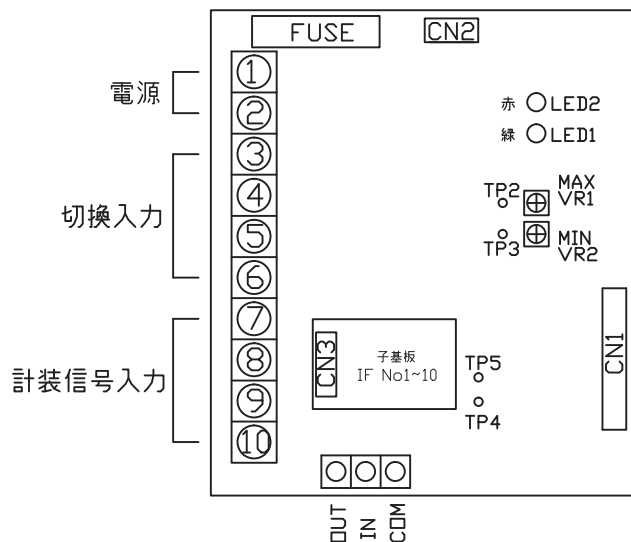 FUSE
CN2
①
電源
②
赤 LED2
緑 LED1
③
切換入力
④
⑤
⑥
TP2
MAX
VR1
TP3
MIN
VR2
計装信号入力
⑦
⑧
⑨
⑩
CN3
子基板
IF No1~10
TP5
TP4
CN1
OUT
IN
COM